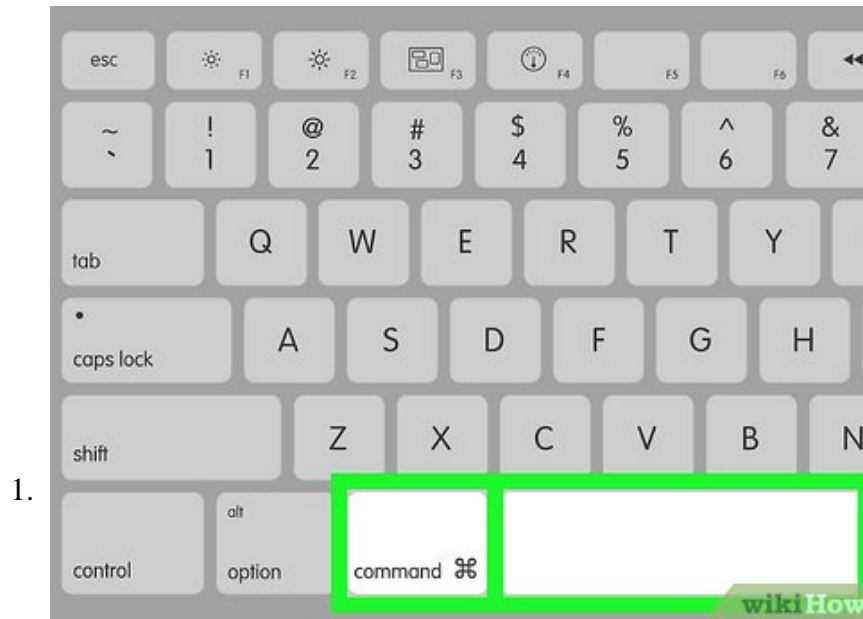 esc F1 F2 F3 F4 F5 F6
~ ! @ # $ % ^ &
` 1 2 3 4 5 6 7
tab Q W E R T Y
caps lock A S D F G H
shift Z X C V B N
1.
alt
control option command ⌘
wikiHow